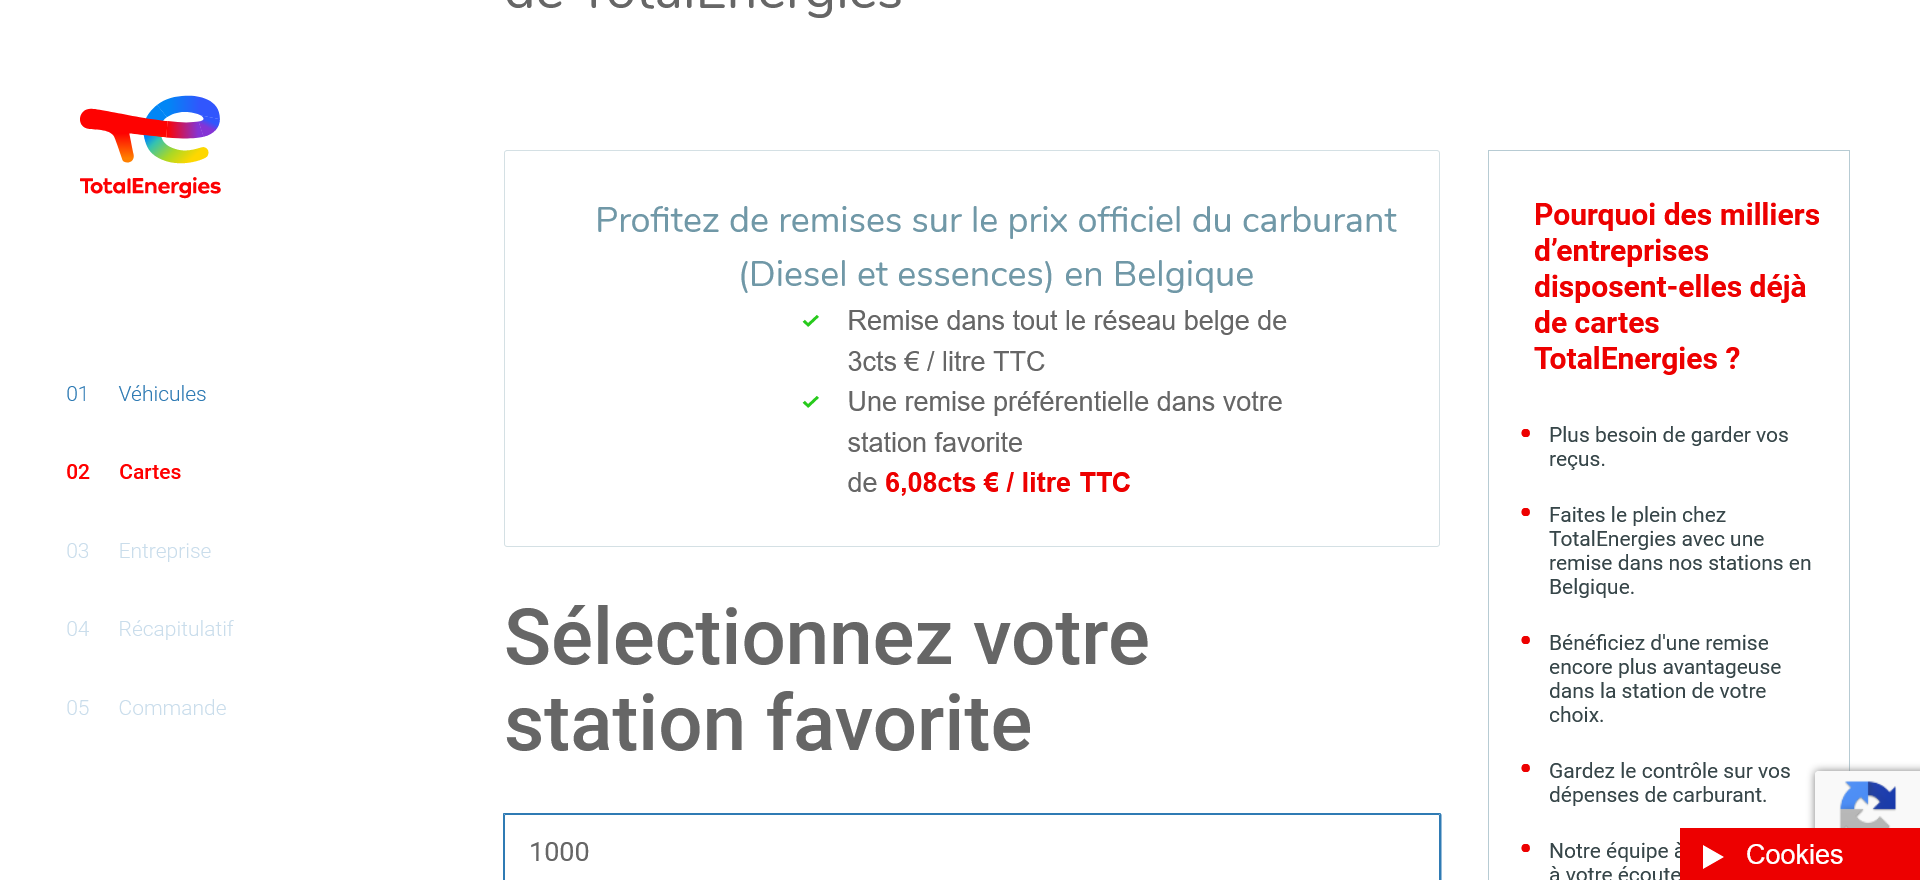 de TotalEnergies
TotalEnergies
01 Véhicules
02 Cartes
03 Entreprise
04 Récapitulatif
05 Commande
Profitez de remises sur le prix officiel du carburant
(Diesel et essences) en Belgique
Remise dans tout le réseau belge de
3cts € / litre TTC
Une remise préférentielle dans votre
station favorite
de 6,08cts € / litre TTC
Sélectionnez votre
station favorite
1000
Pourquoi des milliers
d’entreprises
disposent-elles déjà
de cartes
TotalEnergies ?
Plus besoin de garder vos
reçus.
Faites le plein chez
TotalEnergies avec une
remise dans nos stations en
Belgique.
Bénéficiez d'une remise
encore plus avantageuse
dans la station de votre
choix.
Gardez le contrôle sur vos
dépenses de carburant.
Notre équipe à
à votre écoute
Cookies